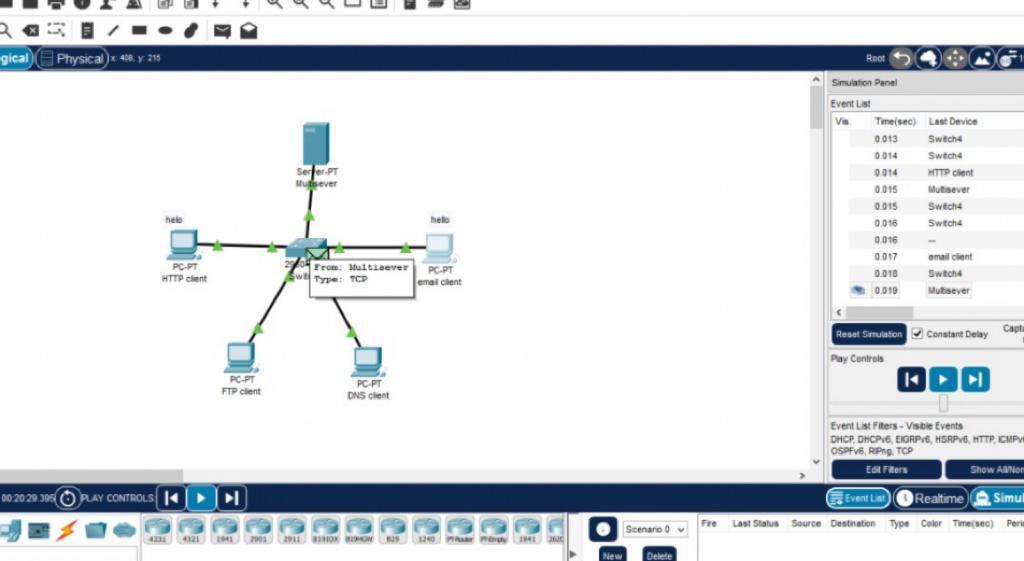 gical
Physical
x: 408, y: 215
Root
Server-PT
Multisever
helo
PC-PT
HTTP client
hello
PC-PT
email client
From: Multisever
Type: TCP
PC-PT
FTP client
PC-PT
DNS client
Simulation Panel
Event List
Vis. Time(sec) Last Device
0.013 Switch4
0.014 Switch4
0.014 HTTP client
0.015 Multisever
0.015 Switch4
0.016 Switch4
0.016 --
0.017 email client
0.018 Switch4
0.019 Multisever
Reset Simulation
Constant Delay
Capt
Play Controls
Event List Filters - Visible Events
DHCP, DHCPv6, EIGRPv6, HSRPv6, HTTP, ICMPv
OSPFv6, RIPng, TCP
Edit Filters
Show All/Non
00:20:29.395
PLAY CONTROLS:
Event List
Realtime
Simul
4331 4321 1941 2901 2911 819IOX 819HGW 829 1240 PT-Router PT-Empty 1841 262
Scenario 0
New
Delete
Fire Last Status Source Destination Type Color Time(sec) Peri